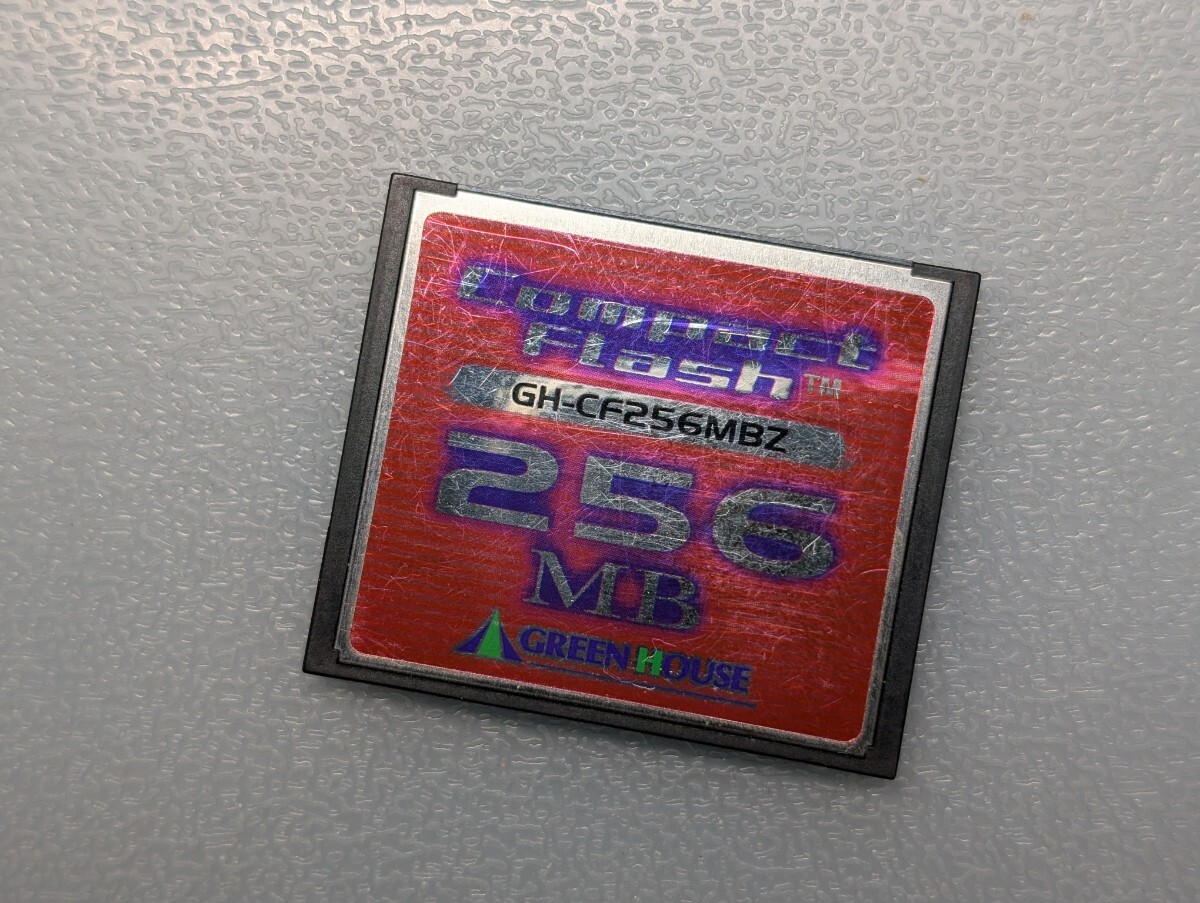 Compact
Flash™
GH-CF256MBZ
256
MB
GREEN HOUSE